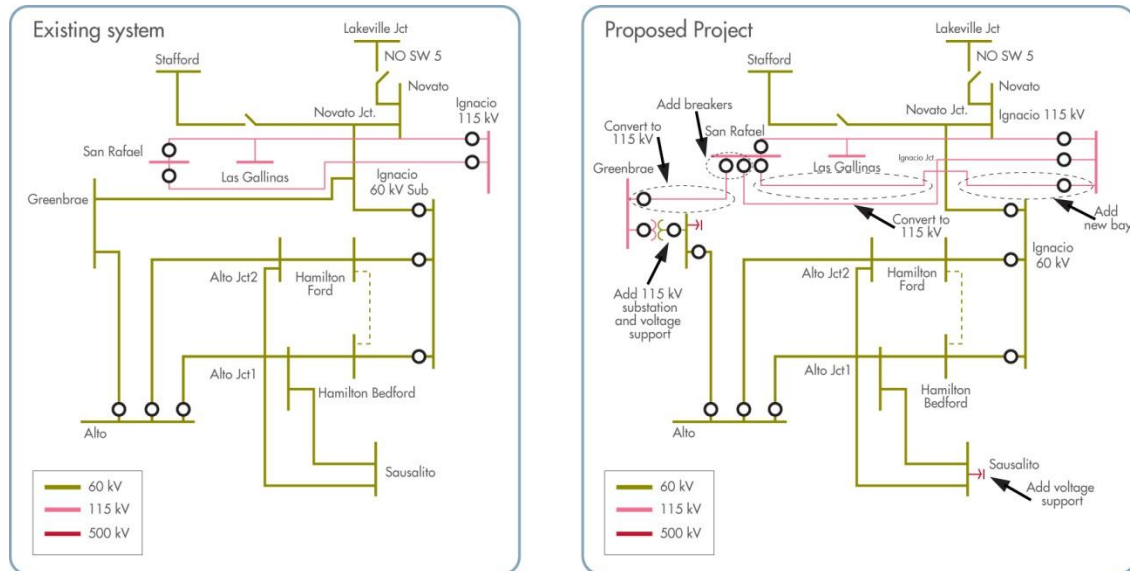 Existing system
Lakeville Jct
NO SW 5
Stafford
Novato
Novato Jct.
Ignacio
115 kV
San Rafael
Las Gallinas
Ignacio
60 kV Sub
Greenbrae
Alto Jct2
Hamilton
Ford
Alto Jct1
Hamilton Bedford
Alto
Sausalito
60 kV
115 kV
500 kV
Proposed Project
Lakeville Jct
NO SW 5
Stafford
Novato
Add breakers
Novato Jct.
Ignacio 115 kV
Convert to
115 kV
San Rafael
Las Gallinas
Ignacio Jct.
Greenbrae
Convert to
115 kV
Add
new bay
Ignacio
60 kV
Alto Jct2
Hamilton
Ford
Add 115 kV
substation
and voltage
support
Alto Jct1
Hamilton
Bedford
Alto
Sausalito
Add voltage
support
60 kV
115 kV
500 kV